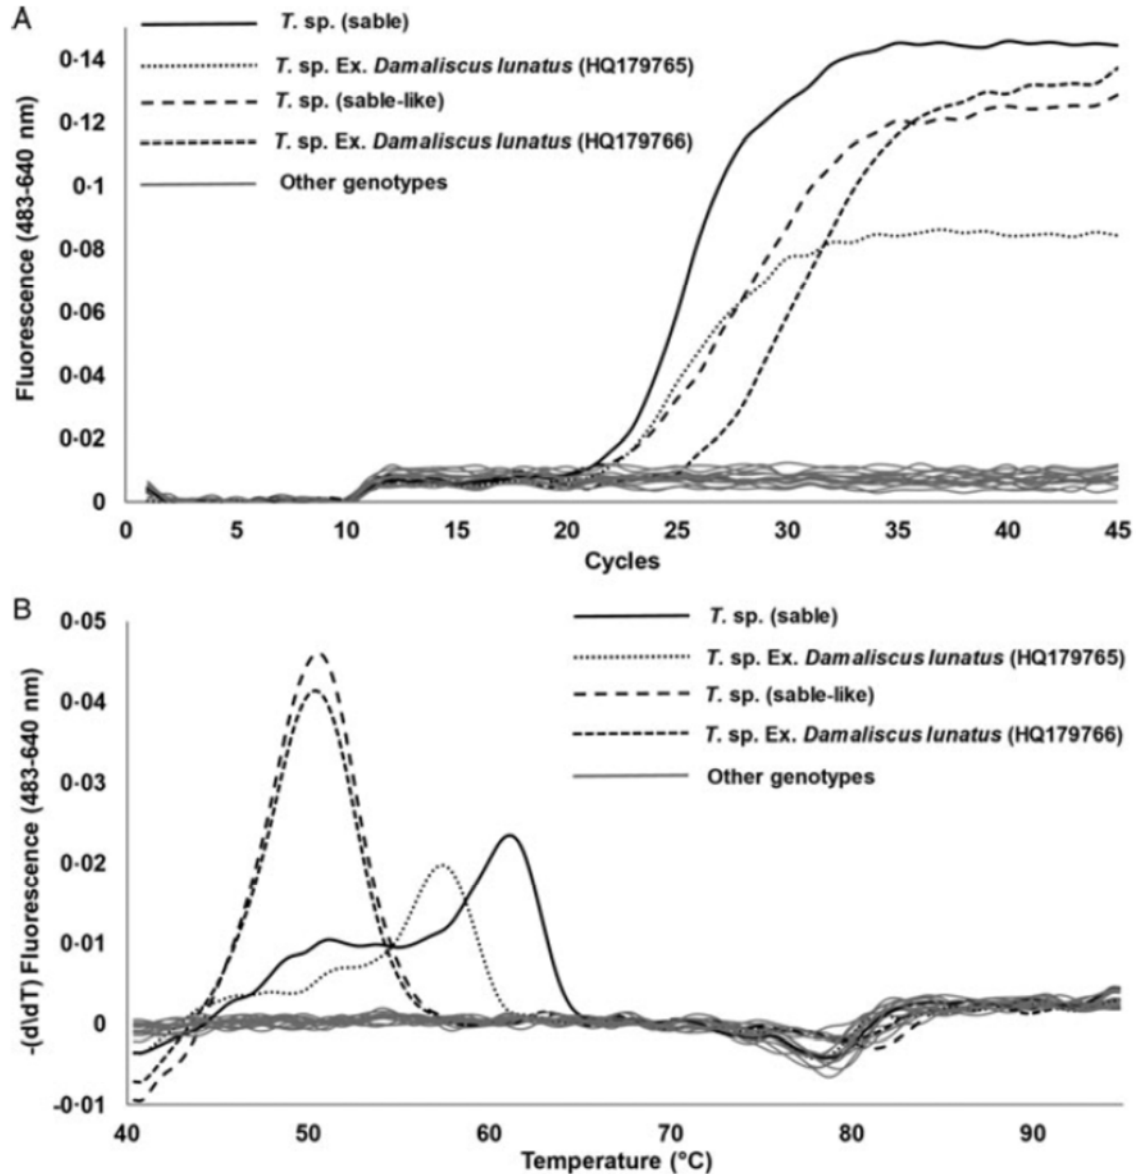 A
T. sp. (sable)
T. sp. Ex. Damaliscus lunatus (HQ179765)
T. sp. (sable-like)
T. sp. Ex. Damaliscus lunatus (HQ179766)
Other genotypes
Fluorescence (483-640 nm)
0·14
0·12
0·1
0·08
0·06
0·04
0·02
0
0 5 10 15 20 25 30 35 40 45
Cycles
B
T. sp. (sable)
T. sp. Ex. Damaliscus lunatus (HQ179765)
T. sp. (sable-like)
T. sp. Ex. Damaliscus lunatus (HQ179766)
Other genotypes
-(d\dT) Fluorescence (483-640 nm)
0·05
0·04
0·03
0·02
0·01
0
-0·01
40 50 60 70 80 90
Temperature (°C)